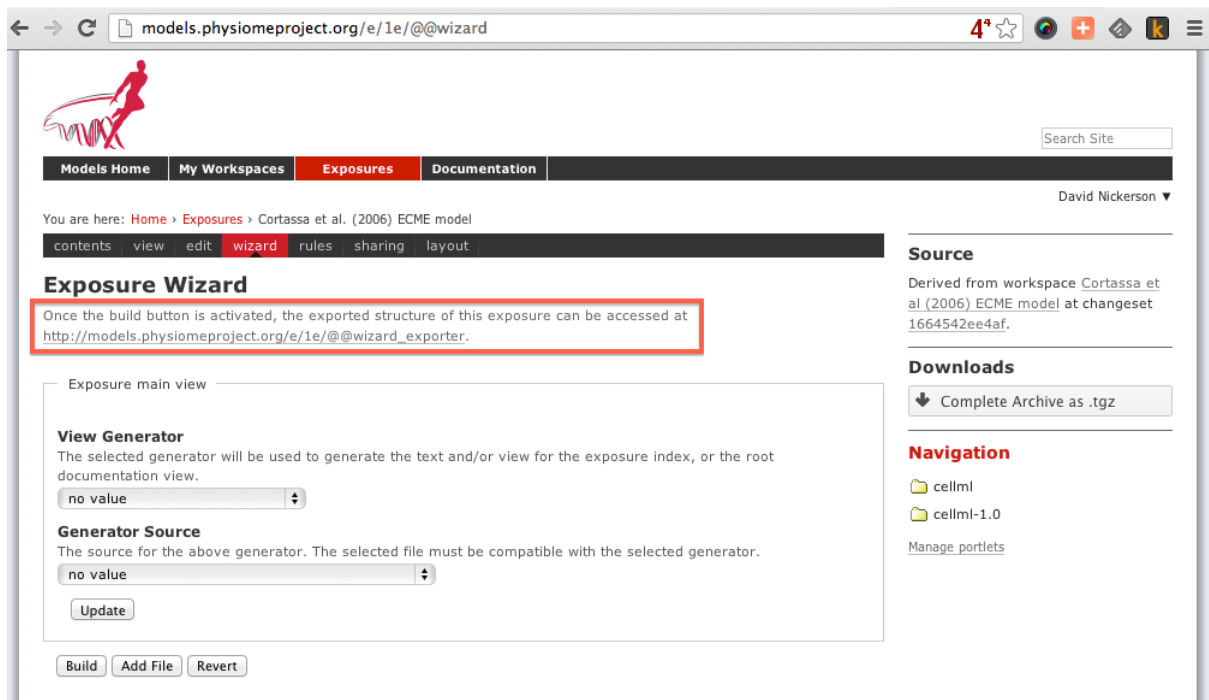 models.physiomeproject.org/e/1e/@@wizard
4⁴
k
Search Site
Models Home My Workspaces Exposures Documentation
David Nickerson ▼
You are here: Home › Exposures › Cortassa et al. (2006) ECME model
contents view edit wizard rules sharing layout
Exposure Wizard
Once the build button is activated, the exported structure of this exposure can be accessed at
http://models.physiomeproject.org/e/1e/@@wizard_exporter.
Exposure main view
View Generator
The selected generator will be used to generate the text and/or view for the exposure index, or the root
documentation view.
no value
Generator Source
The source for the above generator. The selected file must be compatible with the selected generator.
no value
Update
Build Add File Revert
Source
Derived from workspace Cortassa et
al (2006) ECME model at changeset
1664542ee4af.
Downloads
Complete Archive as .tgz
Navigation
cellml
cellml-1.0
Manage portlets